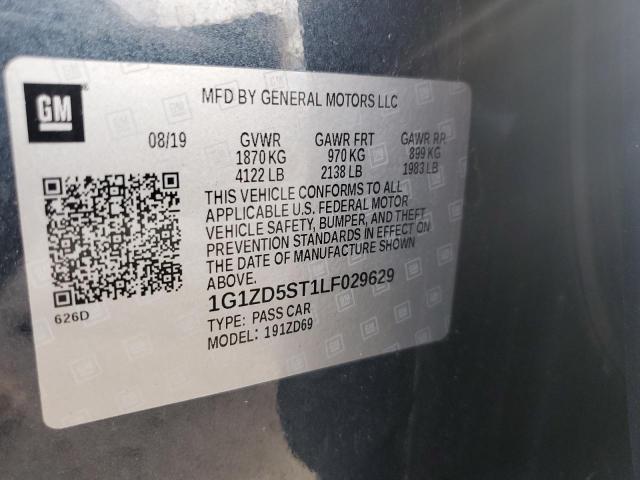 GM
MFD BY GENERAL MOTORS LLC
08/19 GVWR GAWR FRT GAWR RR
1870 KG 970 KG 899 KG
4122 LB 2138 LB 1983 LB
THIS VEHICLE CONFORMS TO ALL
APPLICABLE U.S. FEDERAL MOTOR
VEHICLE SAFETY, BUMPER, AND THEFT
PREVENTION STANDARDS IN EFFECT ON
THE DATE OF MANUFACTURE SHOWN
ABOVE.
1G1ZD5ST1LF029629
626D
TYPE: PASS CAR
MODEL: 191ZD69